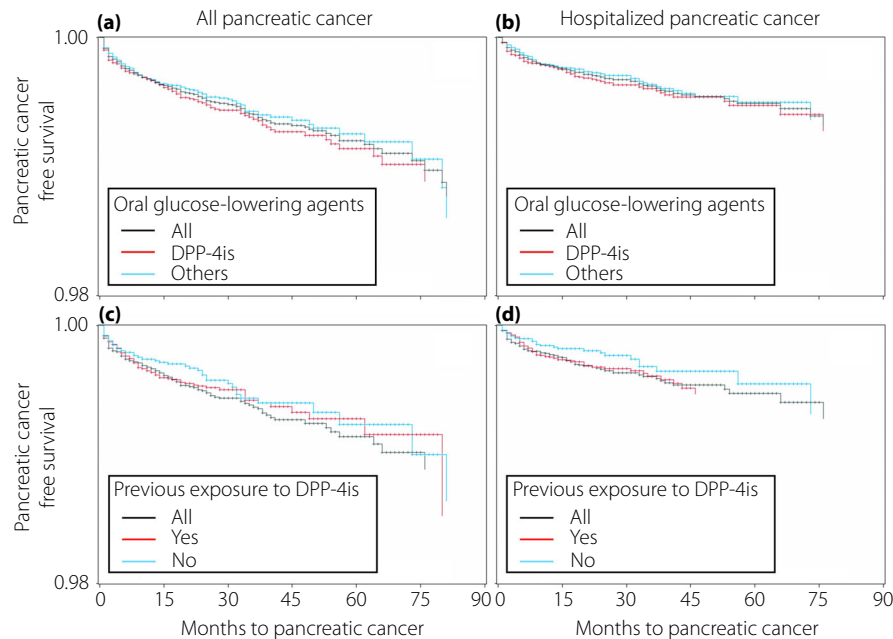 (a) All pancreatic cancer
(b) Hospitalized pancreatic cancer
1.00
Pancreatic cancer
free survival
0.98
Oral glucose-lowering agents
All
DPP-4is
Others
Oral glucose-lowering agents
All
DPP-4is
Others
(c)
(d)
1.00
Pancreatic cancer
free survival
0.98
Previous exposure to DPP-4is
All
Yes
No
Previous exposure to DPP-4is
All
Yes
No
0 15 30 45 60 75 90
0 15 30 45 60 75 90
Months to pancreatic cancer
Months to pancreatic cancer